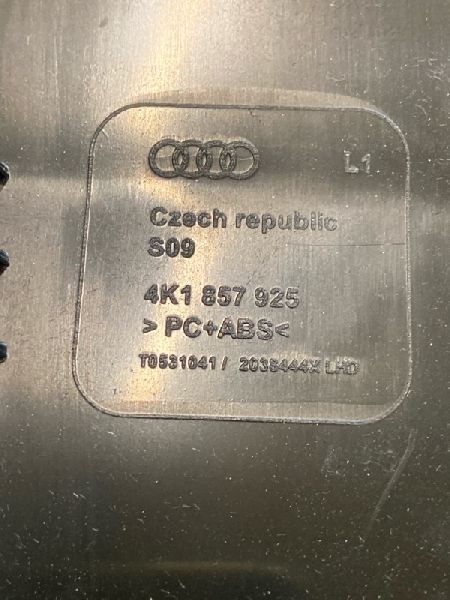 L1
Czech republic
S09
4K1 857 925
>PC+ABS<
T0531041 / 2038444X LHD